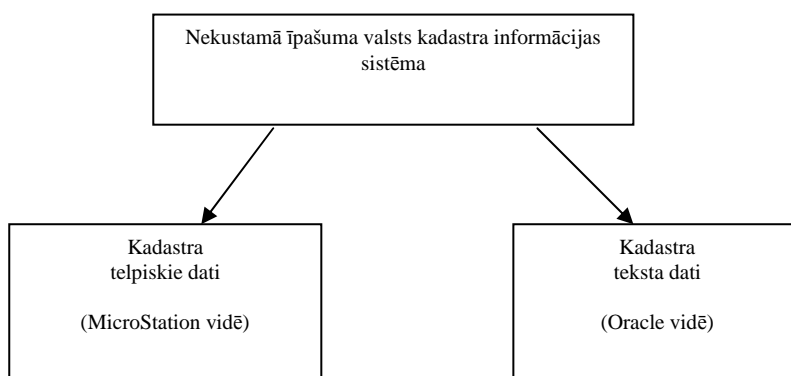 Nekustamā īpašuma valsts kadastra informācijas
sistēma
Kadastra
telpiskie dati
(MicroStation vidē)
Kadastra
teksta dati
(Oracle vidē)